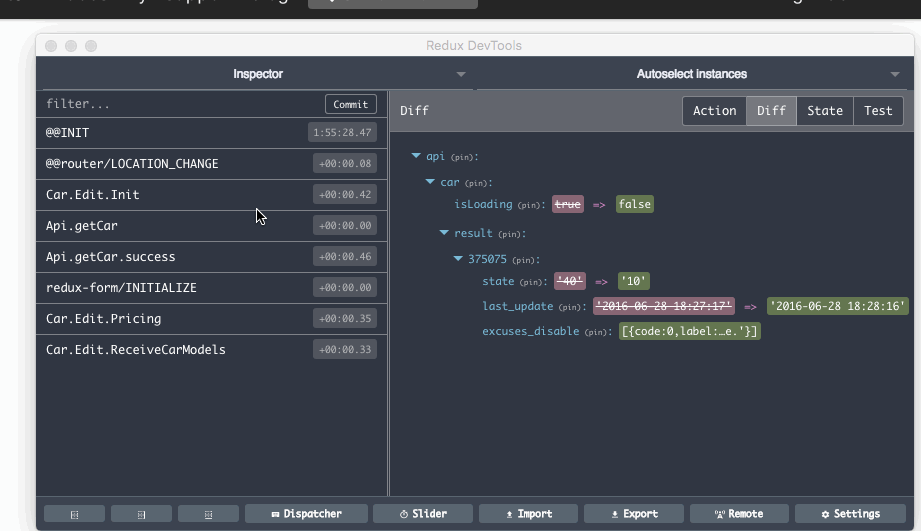 Redux DevTools
Inspector
Autoselect instances
filter...
Commit
Diff
Action
Diff
State
Test
@@INIT
1:55:28.47
@@router/LOCATION_CHANGE
+00:00.08
Car.Edit.Init
+00:00.42
Api.getCar
+00:00.00
Api.getCar.success
+00:00.46
redux-form/INITIALIZE
+00:00.00
Car.Edit.Pricing
+00:00.35
Car.Edit.ReceiveCarModels
+00:00.33
api (pin):
car (pin):
isLoading (pin): true => false
result (pin):
375075 (pin):
state (pin): '40' => '10'
last_update (pin): '2016-06-28 18:27:17' => '2016-06-28 18:28:16'
excuses_disable (pin): [{code:0,label:…e.'}]
Dispatcher
Slider
Import
Export
Remote
Settings